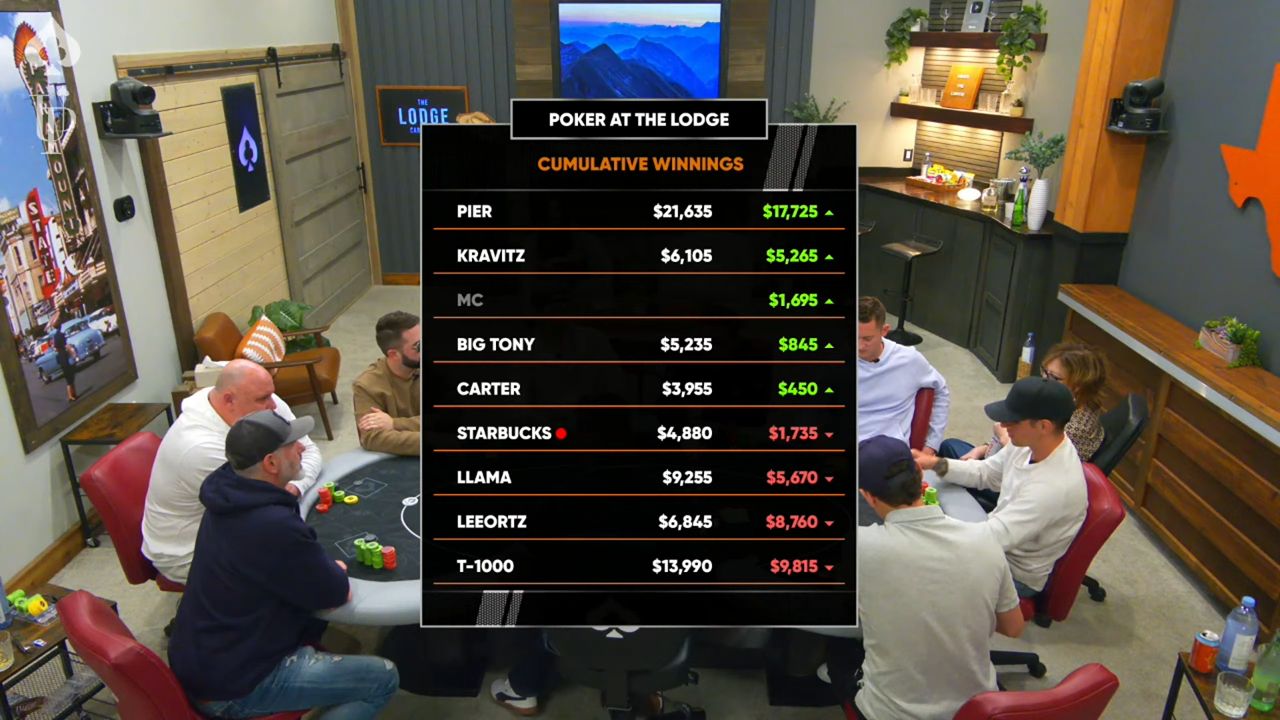 THE
LODGE
POKER AT THE LODGE
CUMULATIVE WINNINGS
PIER $21,635 $17,725
KRAVITZ $6,105 $5,265
MC $1,695
BIG TONY $5,235 $845
CARTER $3,955 $450
STARBUCKS $4,880 $1,735
LLAMA $9,255 $5,670
LEEORTZ $6,845 $8,760
T-1000 $13,990 $9,815
STATE